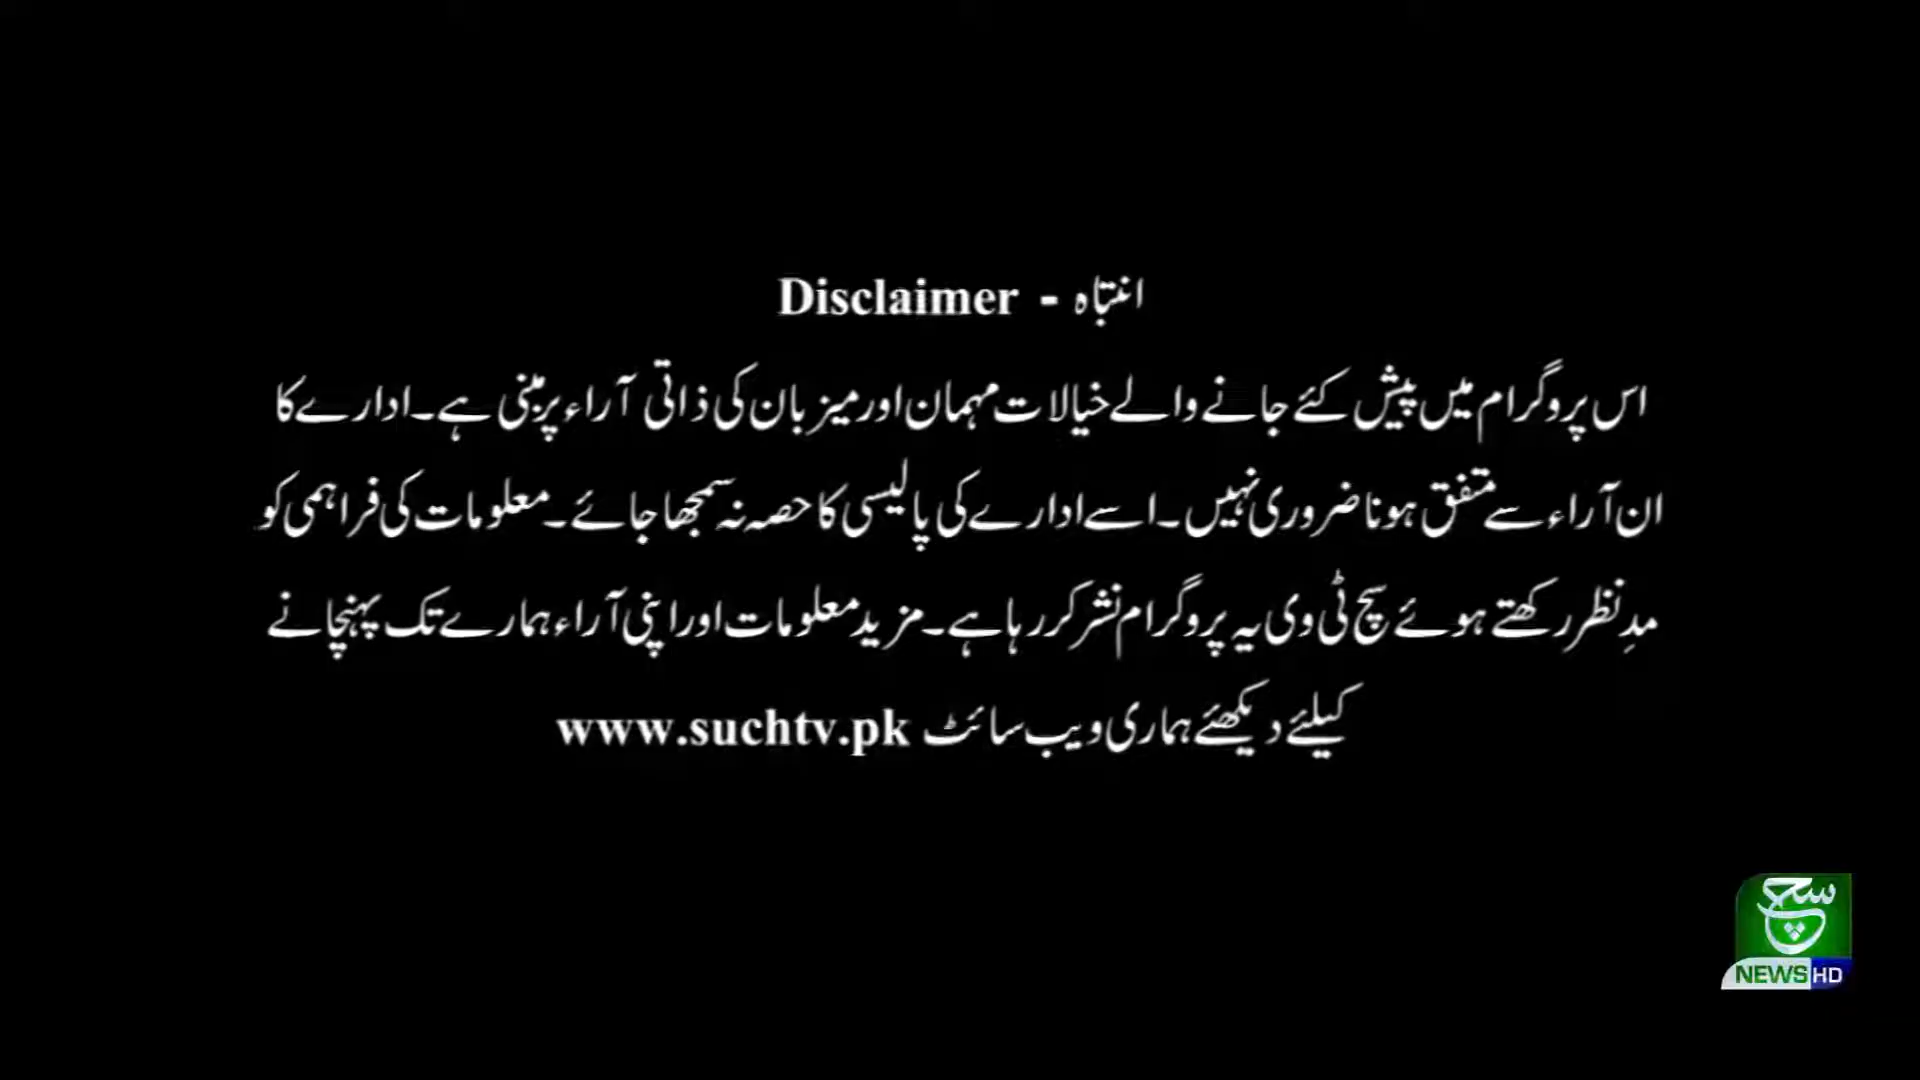 انتباہ - Disclaimer
اس پروگرام میں پیش کئے جانے والے خیالات مہمان اور میزبان کی ذاتی آراء پر مبنی ہے۔ ادارے کا
ان آراء سے متفق ہونا ضروری نہیں۔ اسے ادارے کی پالیسی کا حصہ نہ سمجھا جائے۔ معلومات کی فراہمی کو
مدِ نظر رکھتے ہوئے سچ ٹی وی یہ پروگرام نشر کر رہا ہے۔ مزید معلومات اور اپنی آراء ہمارے تک پہنچانے
کیلئے دیکھئے ہماری ویب سائٹ www.suchtv.pk
سچ
NEWS HD